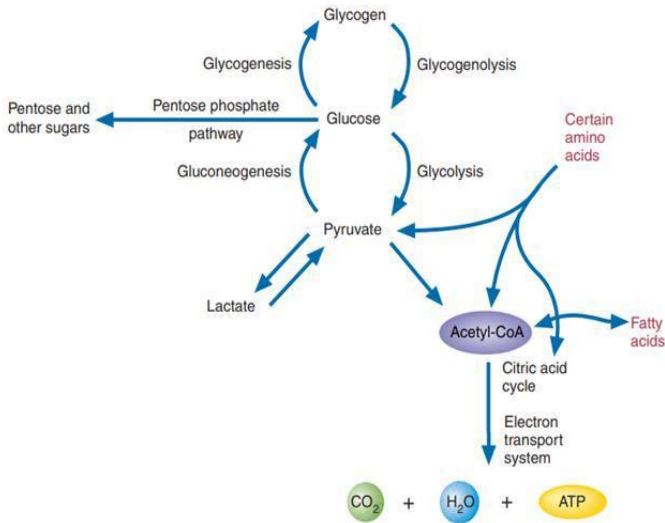 Glycogen
Glycogenesis
Glycogenolysis
Pentose and
other sugars
Pentose phosphate
pathway
Glucose
Certain
amino
acids
Gluconeogenesis
Glycolysis
Pyruvate
Lactate
Acetyl-CoA
Fatty
acids
Citric acid
cycle
Electron
transport
system
CO₂ + H₂O + ATP